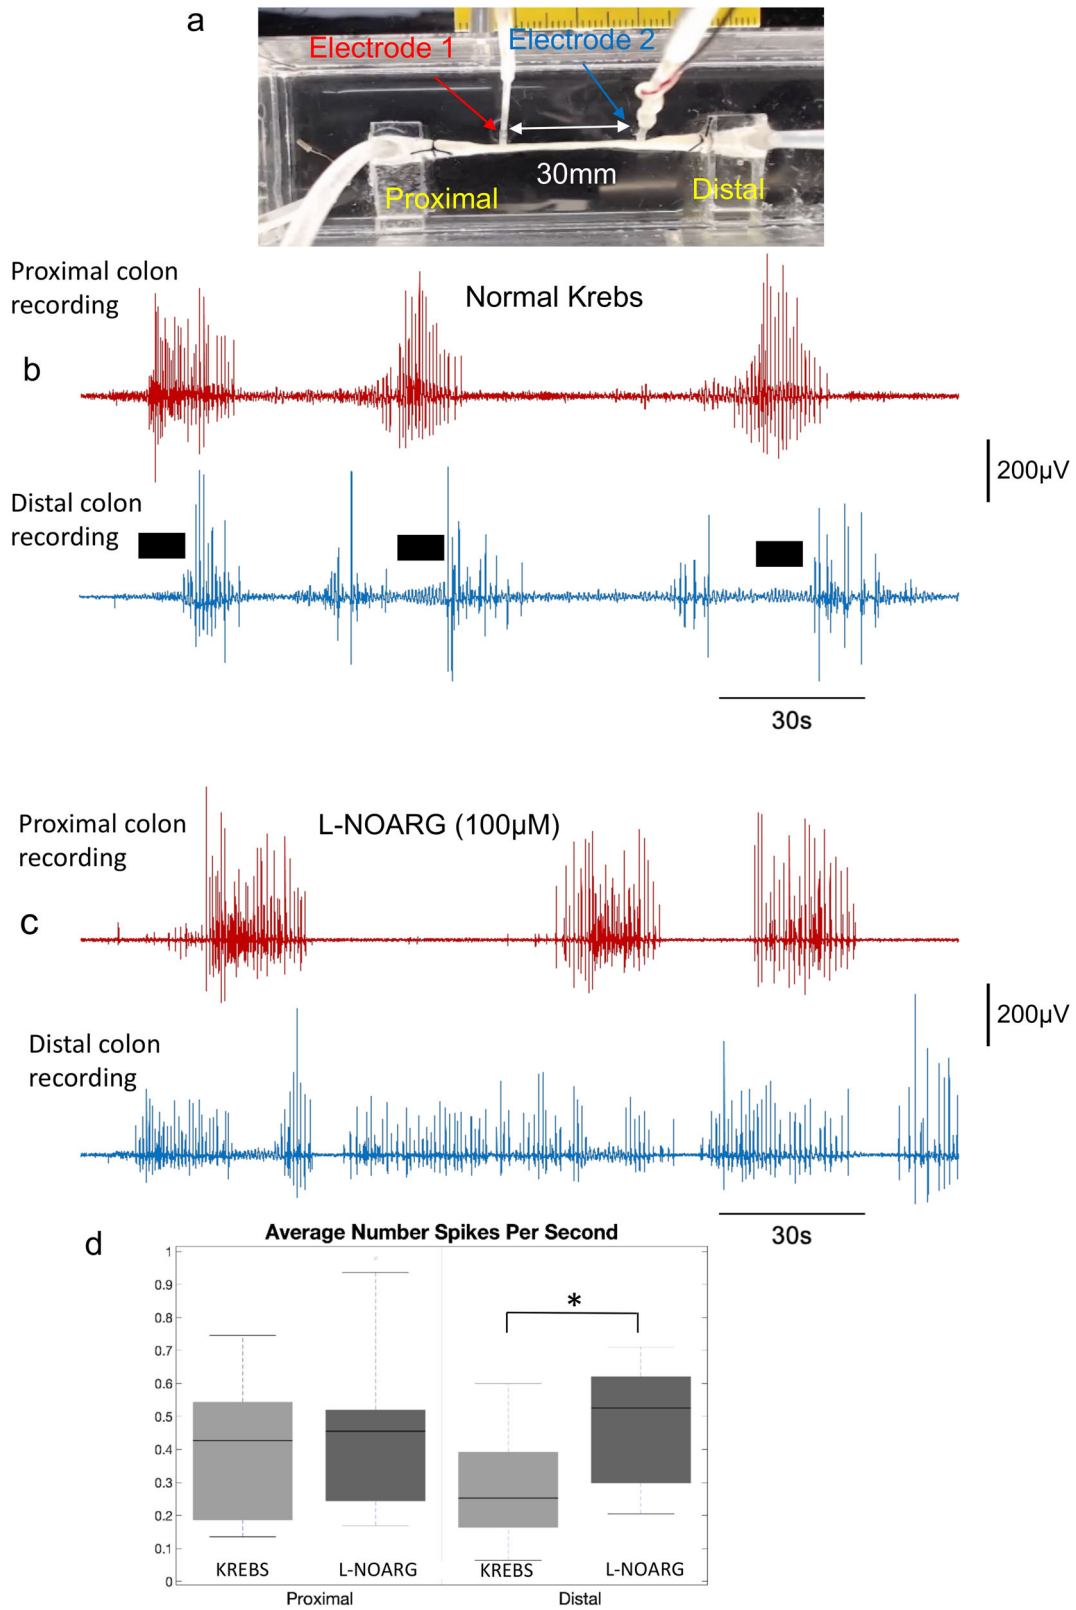 a
Electrode 1
Electrode 2
30mm
Proximal
Distal
Proximal colon
recording
Normal Krebs
b
200µV
Distal colon
recording
30s
Proximal colon
recording
L-NOARG (100µM)
c
200µV
Distal colon
recording
30s
d
Average Number Spikes Per Second
1
0.9
*
0.8
0.7
0.6
0.5
0.4
0.3
0.2
0.1
KREBS
L-NOARG
KREBS
L-NOARG
0
Proximal
Distal